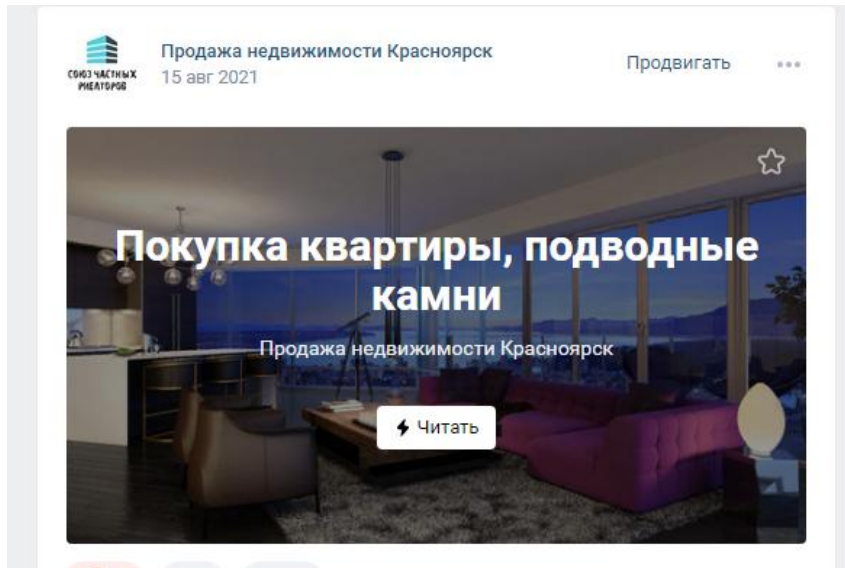 СОЮЗ ЧАСТНЫХ
РИЕЛТОРОВ
Продажа недвижимости Красноярск
15 авг 2021
Продвигать
Покупка квартиры, подводные
камни
Продажа недвижимости Красноярск
Читать